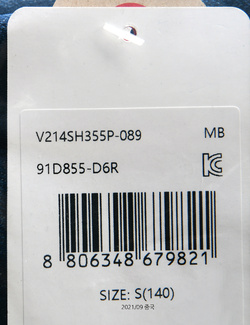 V214SH355P-089 MB
91D855-D6R
8 806348 679821
SIZE: S(140)
2021/09 중국